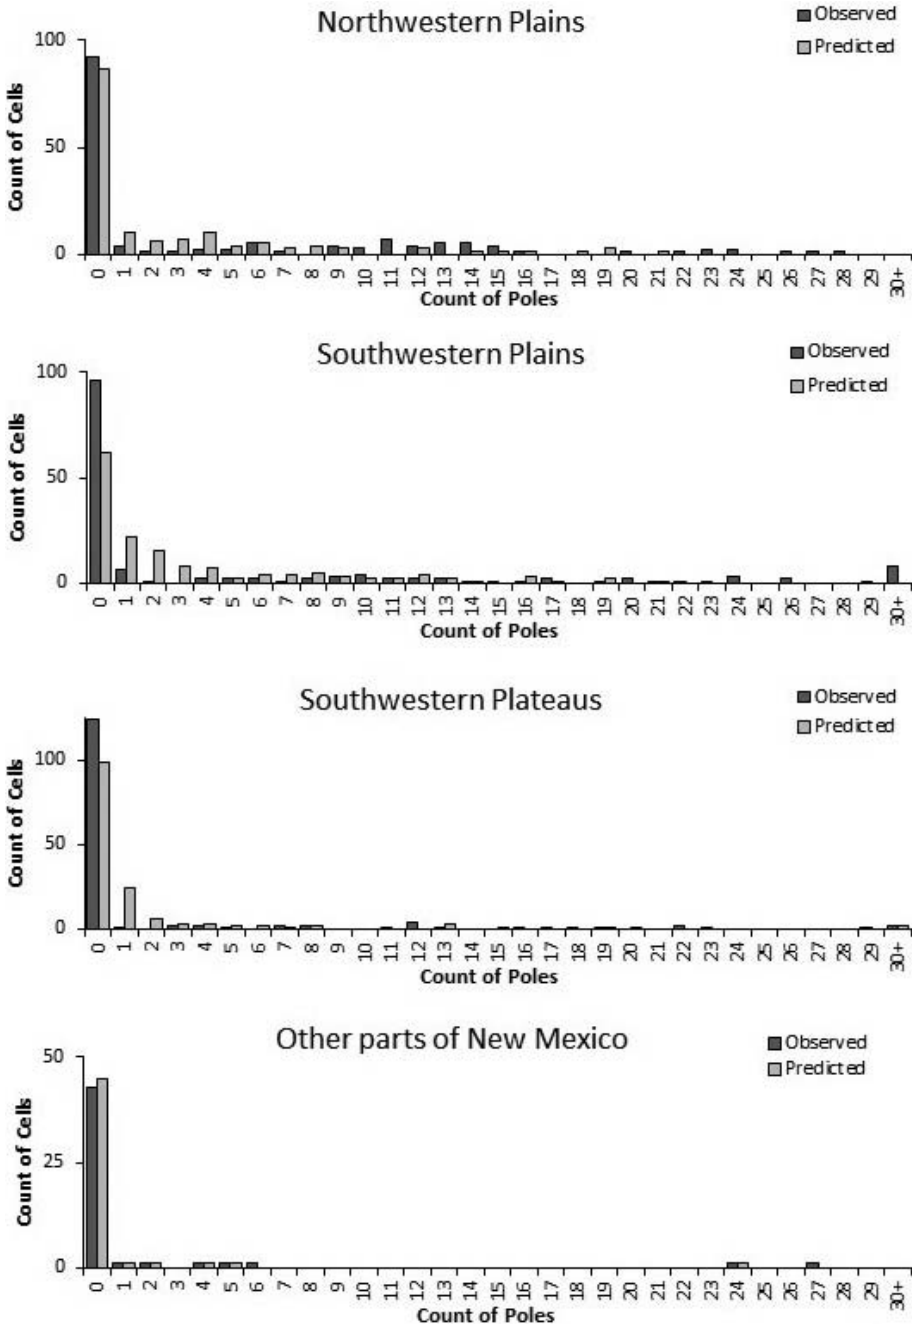 Northwestern Plains
Observed
Predicted
100
50
0
Count of Cells
0 1 2 3 4 5 6 7 8 9 10 11 12 13 14 15 16 17 18 19 20 21 22 23 24 25 26 27 28 29 30+
Count of Poles
Southwestern Plains
Observed
Predicted
100
50
0
Count of Cells
0 1 2 3 4 5 6 7 8 9 10 11 12 13 14 15 16 17 18 19 20 21 22 23 24 25 26 27 28 29 30+
Count of Poles
Southwestern Plateaus
Observed
Predicted
100
50
0
Count of Cells
0 1 2 3 4 5 6 7 8 9 10 11 12 13 14 15 16 17 18 19 20 21 22 23 24 25 26 27 28 29 30+
Count of Poles
Other parts of New Mexico
Observed
Predicted
50
25
0
Count of Cells
0 1 2 3 4 5 6 7 8 9 10 11 12 13 14 15 16 17 18 19 20 21 22 23 24 25 26 27 28 29 30+
Count of Poles